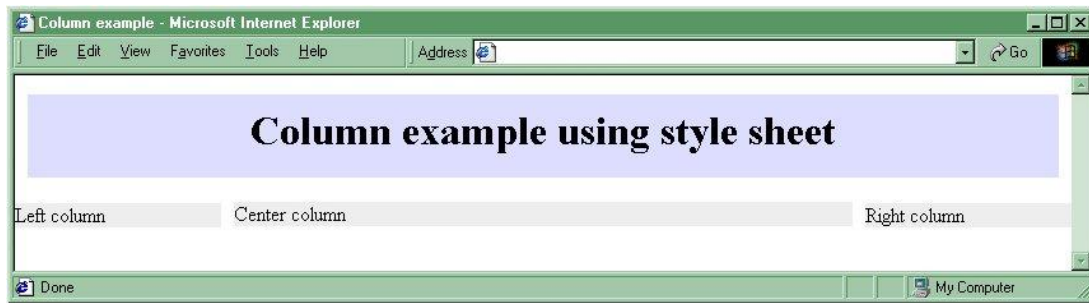 Column example - Microsoft Internet Explorer
File Edit View Favorites Tools Help Address Go
Column example using style sheet
Left column Center column Right column
Done My Computer